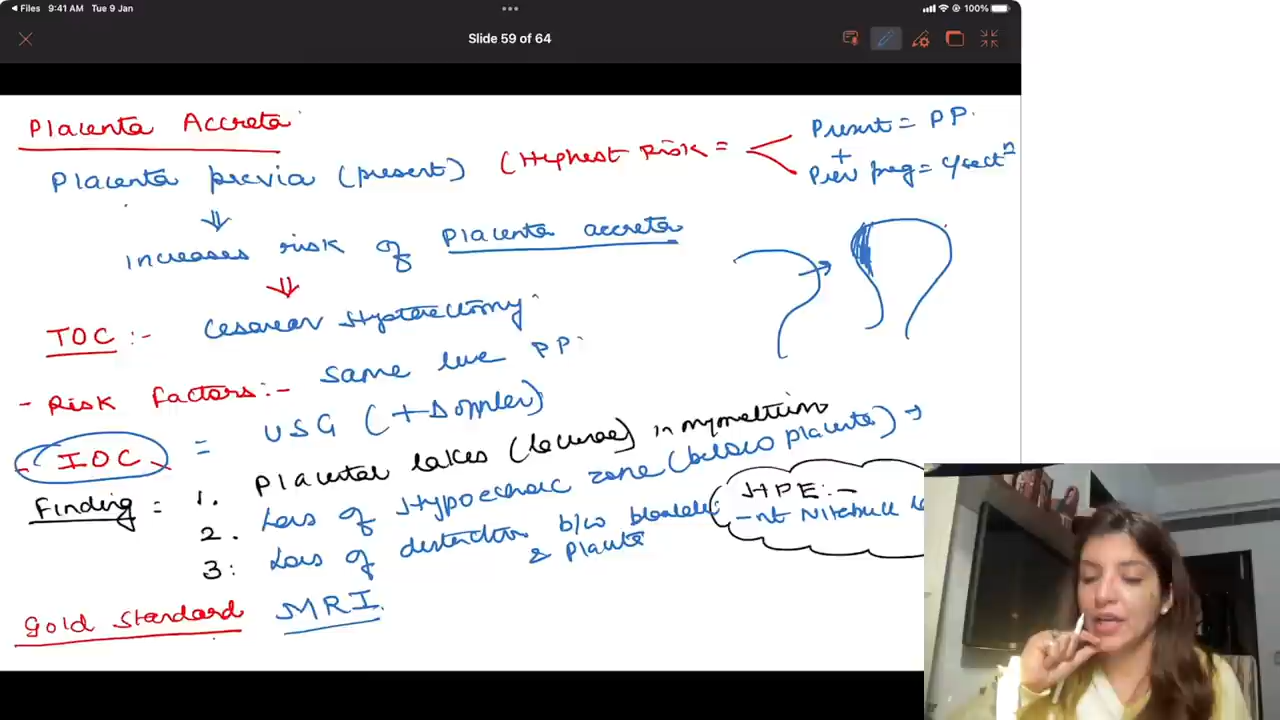 Files 9:41 AM Tue 9 Jan 100%
Slide 59 of 64
Placenta Accreta
Placenta previa (present) (Highest Risk = Present = PP.
+
Prev preg = c/sectⁿ
⇓
increases risk of Placenta accreta
⇓
TOC :- Cesarean Hysterectomy
- Risk factors:- Same like PP.
IOC = USG (+Doppler)
Finding = 1. Placental lakes (lacunae) in myometrium
2. Loss of Hypoechoic zone (below placenta) →
3: Loss of distinction b/w bladder
& Placenta
HPE:-
-nt Nitabuch
Gold Standard MRI.